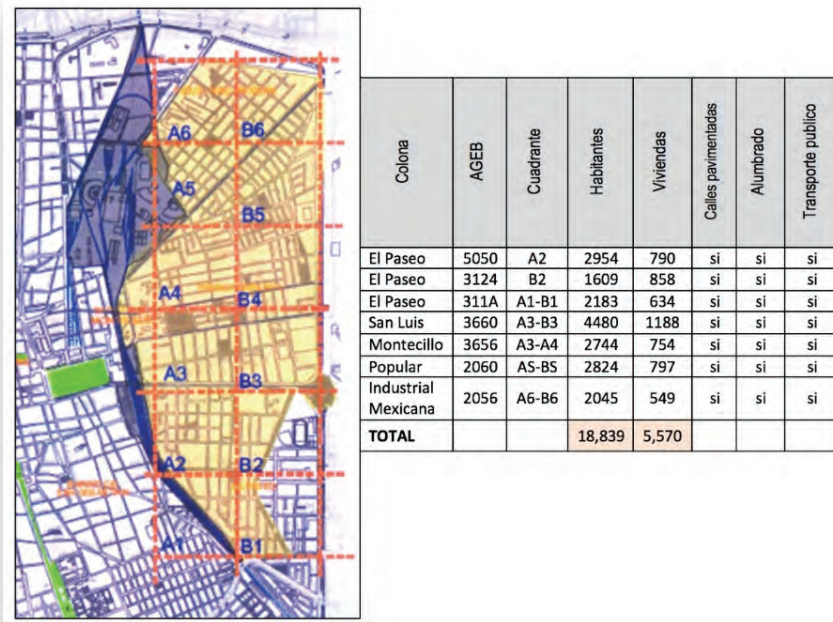 A6 B6
A5
B5
A4 B4
A3 B3
A2 B2
A1 B1
Colona AGEB Cuadrante Habitantes Viviendas Calles pavimentadas Alumbrado Transporte publico
El Paseo 5050 A2 2954 790 si si si
El Paseo 3124 B2 1609 858 si si si
El Paseo 311A A1-B1 2183 634 si si si
San Luis 3660 A3-B3 4480 1188 si si si
Montecillo 3656 A3-A4 2744 754 si si si
Popular 2060 AS-BS 2824 797 si si si
Industrial
Mexicana 2056 A6-B6 2045 549 si si si
TOTAL 18,839 5,570